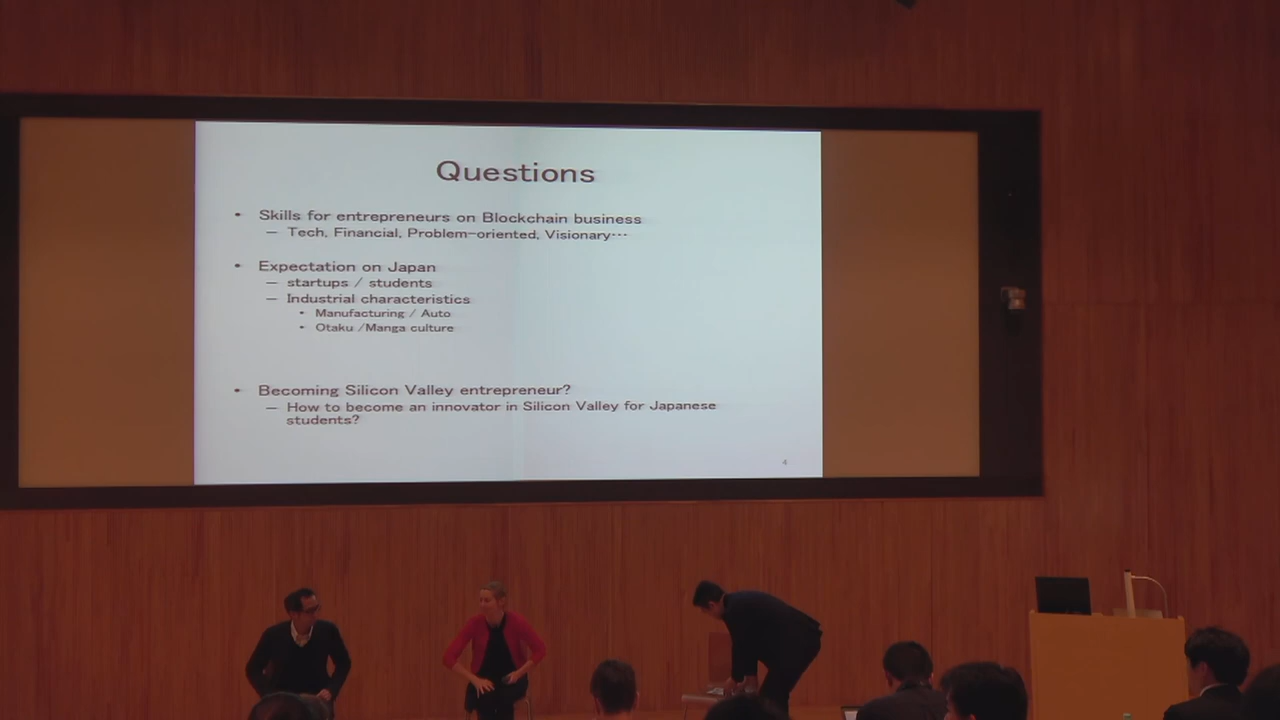 Questions
• Skills for entrepreneurs on Blockchain business
– Tech, Financial, Problem-oriented, Visionary…
• Expectation on Japan
– startups / students
– Industrial characteristics
• Manufacturing / Auto
• Otaku /Manga culture
• Becoming Silicon Valley entrepreneur?
– How to become an innovator in Silicon Valley for Japanese
students?
4